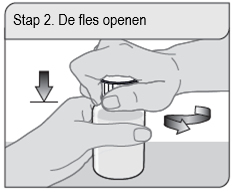 Stap 2. De fles openen